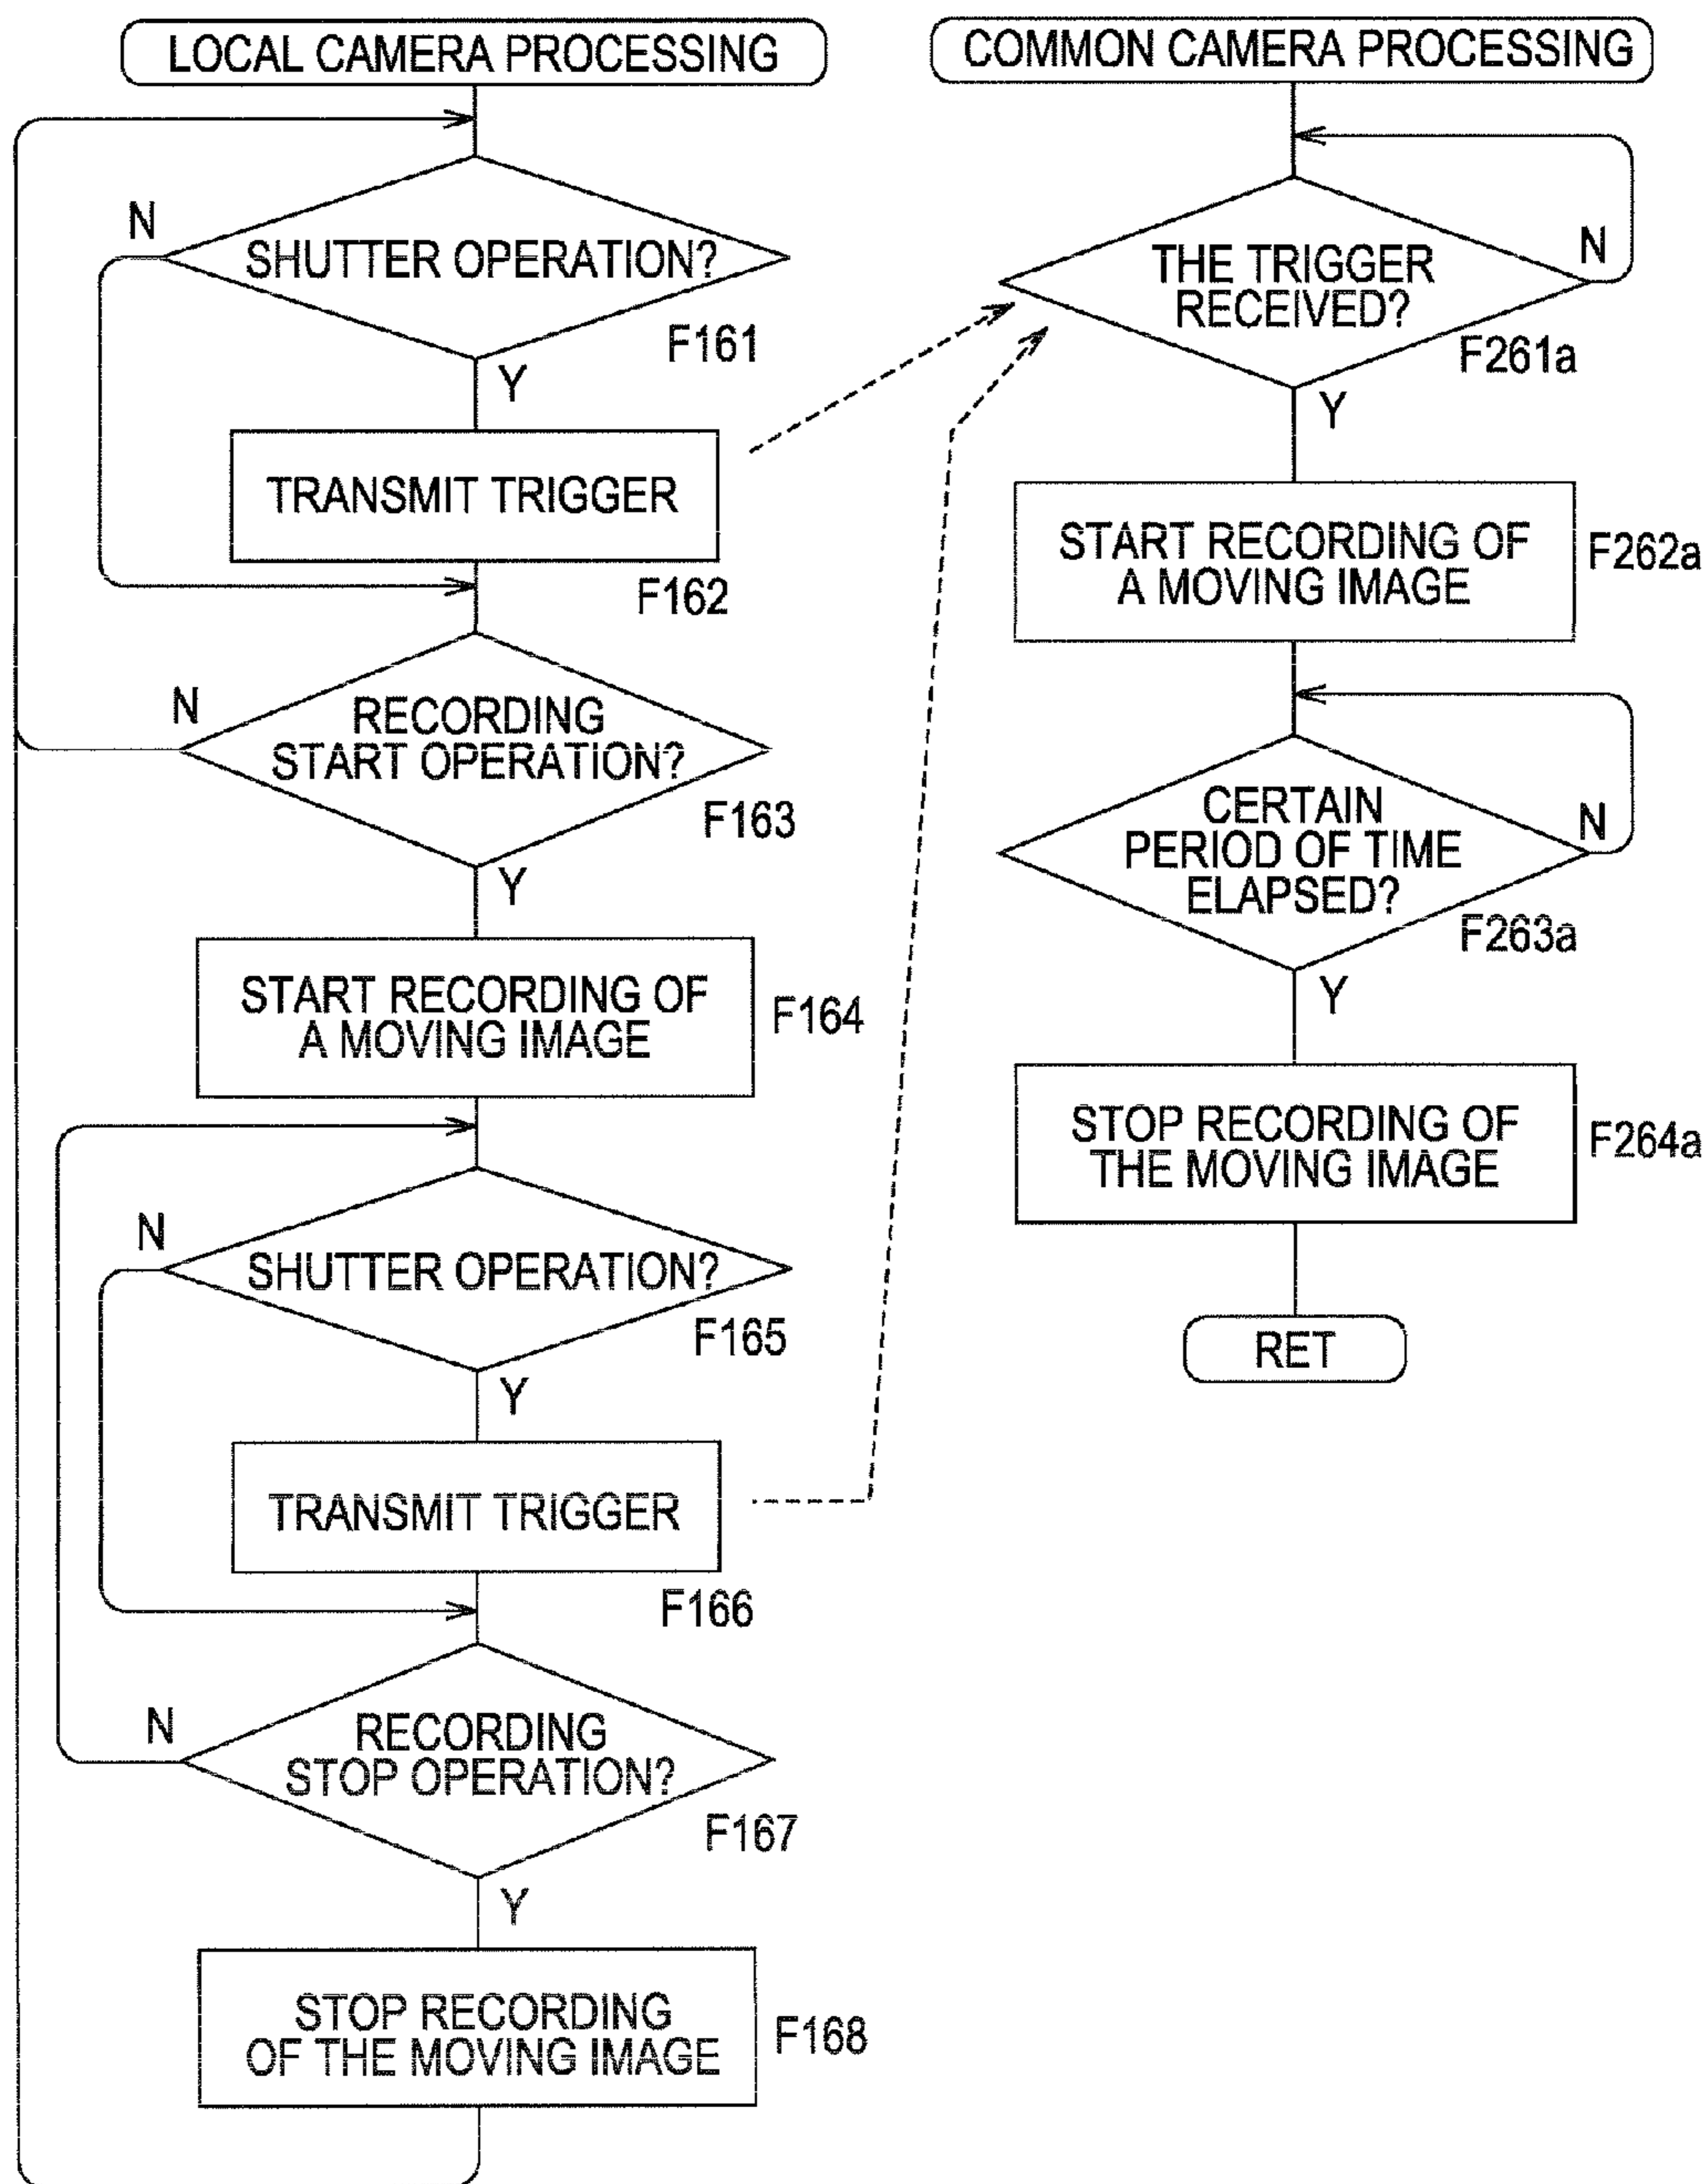 LOCAL CAMERA PROCESSING
N
SHUTTER OPERATION?
F161
Y
TRANSMIT TRIGGER
F162
N
RECORDING
START OPERATION?
F163
Y
START RECORDING OF
A MOVING IMAGE
F164
N
SHUTTER OPERATION?
F165
Y
TRANSMIT TRIGGER
F166
N
RECORDING
STOP OPERATION?
F167
Y
STOP RECORDING
OF THE MOVING IMAGE
F168
COMMON CAMERA PROCESSING
THE TRIGGER
RECEIVED?
N
F261a
Y
START RECORDING OF
A MOVING IMAGE
F262a
CERTAIN
PERIOD OF TIME
ELAPSED?
N
F263a
Y
STOP RECORDING OF
THE MOVING IMAGE
F264a
RET